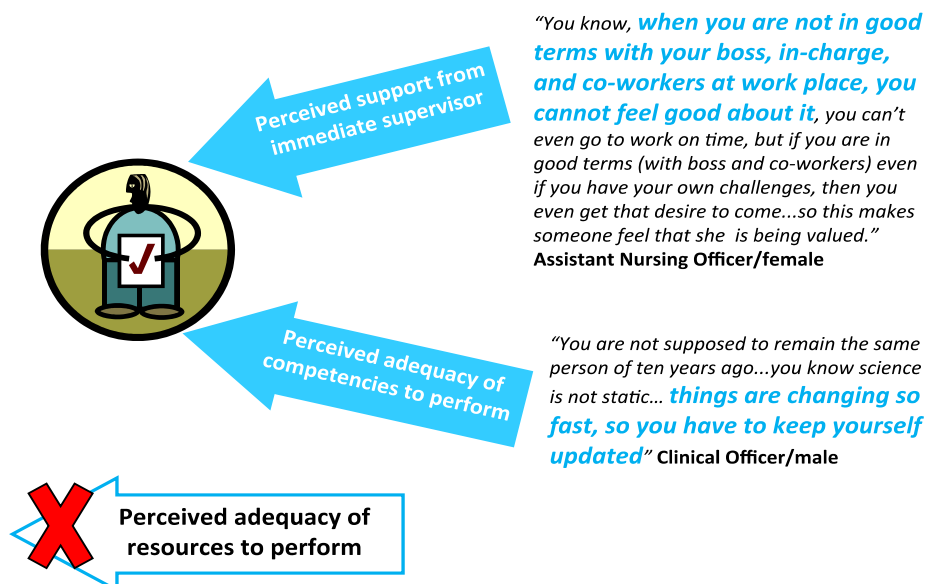 “You know, when you are not in good
terms with your boss, in-charge,
and co-workers at work place, you
cannot feel good about it, you can’t
even go to work on time, but if you are in
good terms (with boss and co-workers) even
if you have your own challenges, then you
even get that desire to come...so this makes
someone feel that she is being valued.”
Assistant Nursing Officer/female
Perceived support from
immediate supervisor
Perceived adequacy of
competencies to perform
“You are not supposed to remain the same
person of ten years ago...you know science
is not static... things are changing so
fast, so you have to keep yourself
updated” Clinical Officer/male
Perceived adequacy of
resources to perform